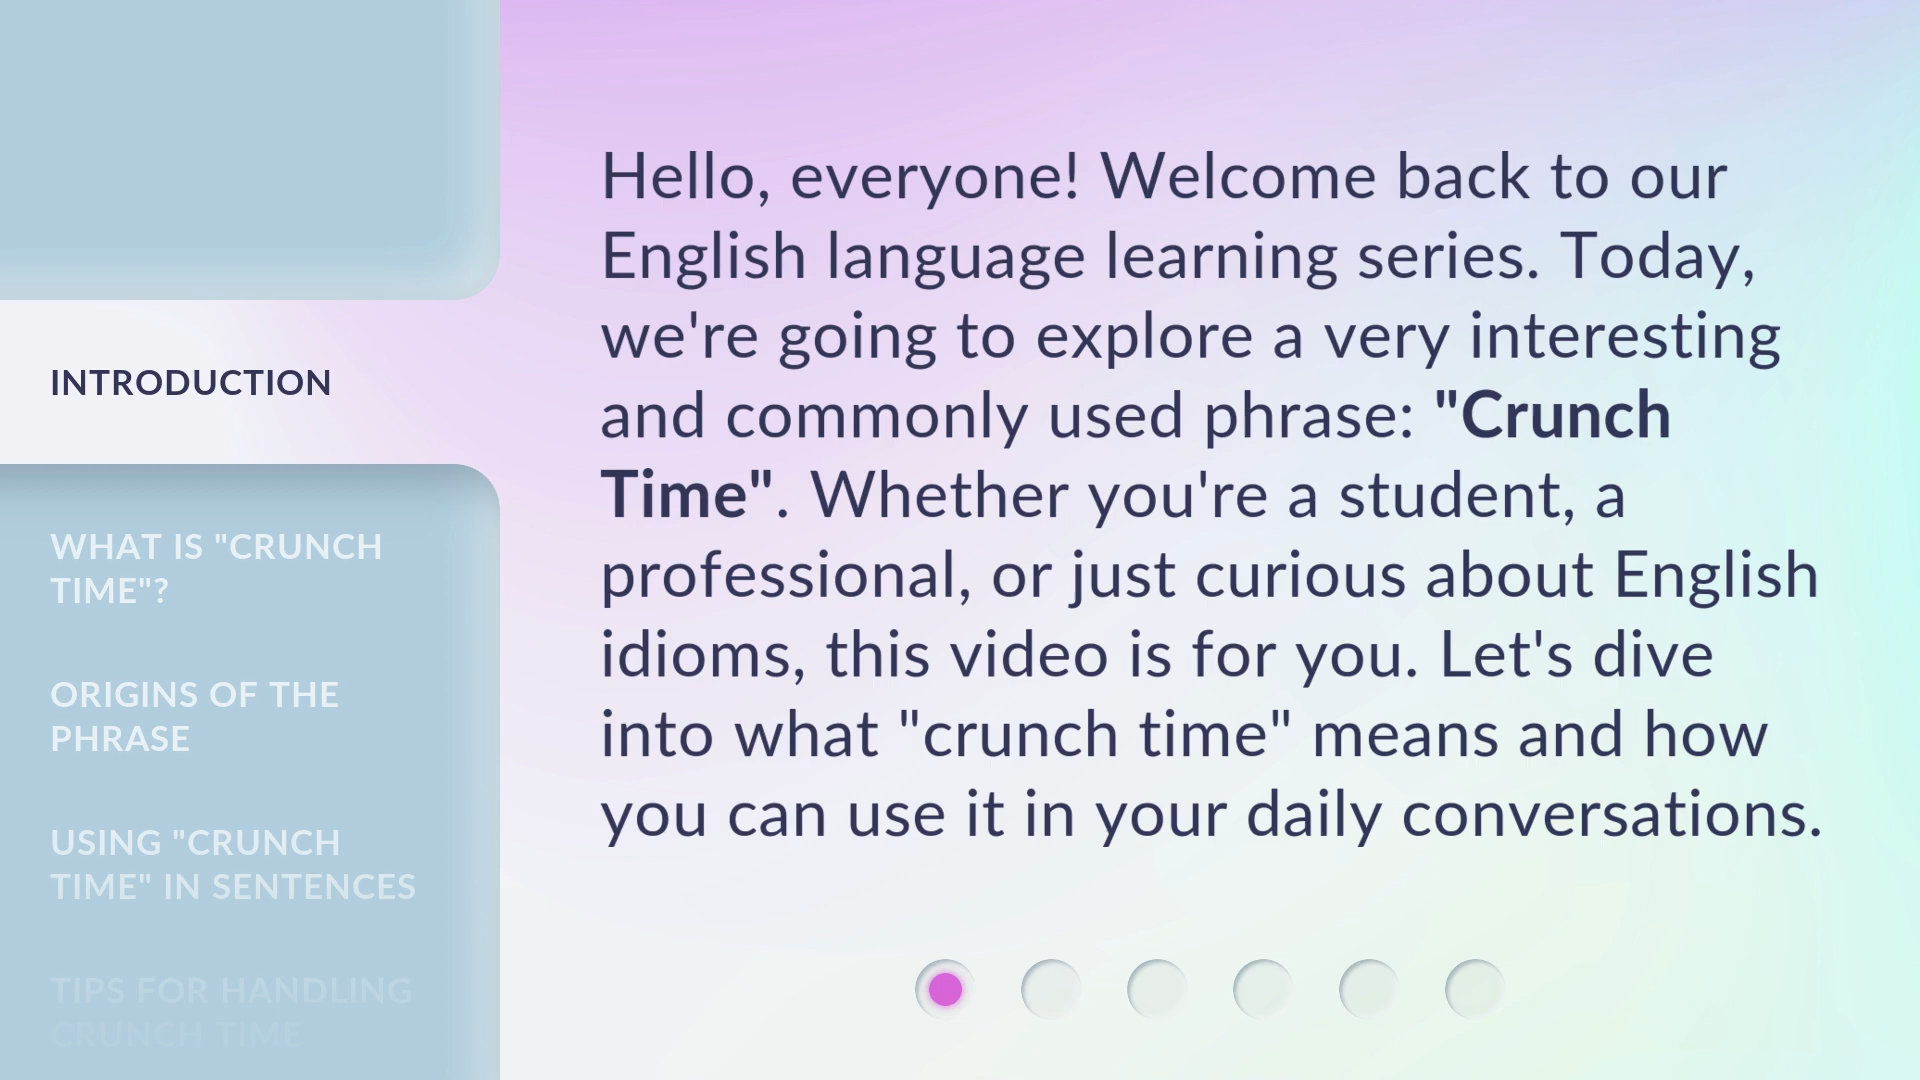 INTRODUCTION
WHAT IS "CRUNCH
TIME"?
ORIGINS OF THE
PHRASE
USING "CRUNCH
TIME" IN SENTENCES
TIPS FOR HANDLING
CRUNCH TIME
Hello, everyone! Welcome back to our
English language learning series. Today,
we're going to explore a very interesting
and commonly used phrase: "Crunch
Time". Whether you're a student, a
professional, or just curious about English
idioms, this video is for you. Let's dive
into what "crunch time" means and how
you can use it in your daily conversations.